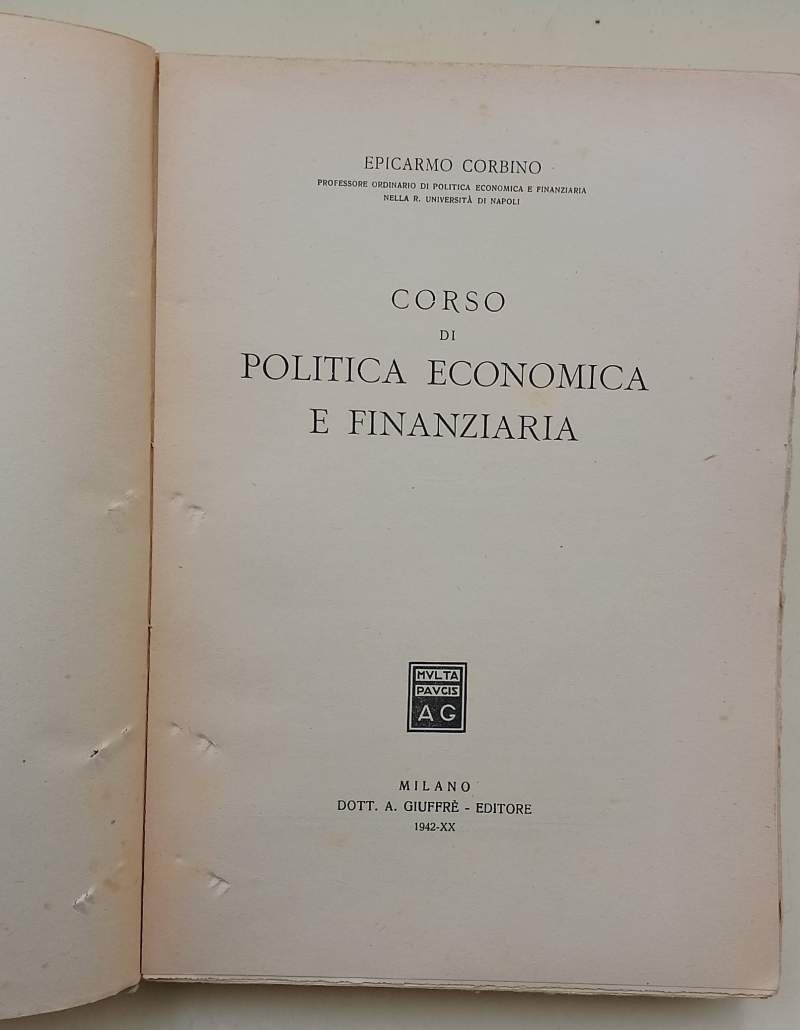 EPICARMO CORBINO
PROFESSORE ORDINARIO DI POLITICA ECONOMICA E FINANZIARIA
NELLA R. UNIVERSITÀ DI NAPOLI
CORSO
DI
POLITICA ECONOMICA
E FINANZIARIA
MVLTA
PAVCIS
AG
MILANO
DOTT. A. GIUFFRÈ - EDITORE
1942-XX